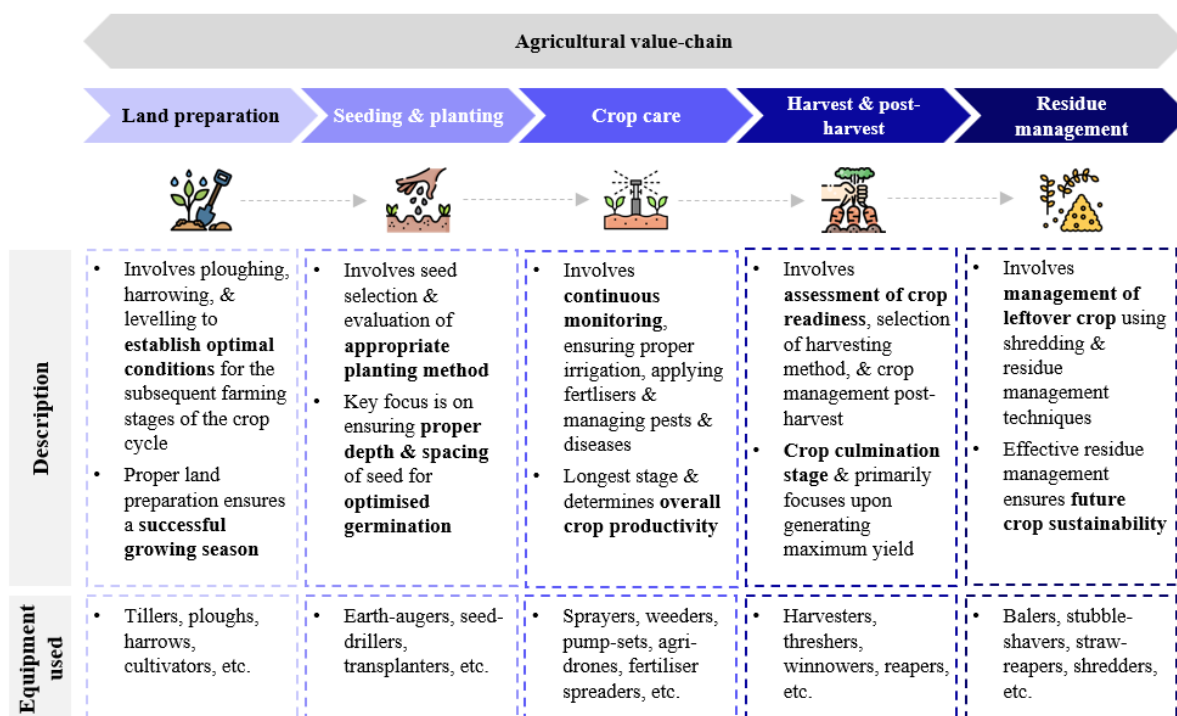 Agricultural value-chain
Land preparation
Seeding & planting
Crop care
Harvest & post-
harvest
Residue
management
Description
• Involves ploughing,
harrowing, &
levelling to
establish optimal
conditions for the
subsequent farming
stages of the crop
cycle
• Proper land
preparation ensures
a successful
growing season
• Involves seed
selection &
evaluation of
appropriate
planting method
• Key focus is on
ensuring proper
depth & spacing
of seed for
optimised
germination
• Involves
continuous
monitoring,
ensuring proper
irrigation, applying
fertlisers &
managing pests &
diseases
• Longest stage &
determines overall
crop productivity
• Involves
assessment of crop
readiness, selection
of harvesting
method, & crop
management post-
harvest
• Crop culmination
stage & primarily
focuses upon
generating
maximum yield
• Involves
management of
leftover crop using
shredding &
residue
management
techniques
• Effective residue
management
ensures future
crop sustainability
Equipment
used
• Tillers, ploughs,
harrows,
cultivators, etc.
• Earth-augers, seed-
drillers,
transplanters, etc.
• Sprayers, weeders,
pump-sets, agri-
drones, fertiliser
spreaders, etc.
• Harvesters,
threshers,
winnowers, reapers,
etc.
• Balers, stubble-
shavers, straw-
reapers, shredders,
etc.